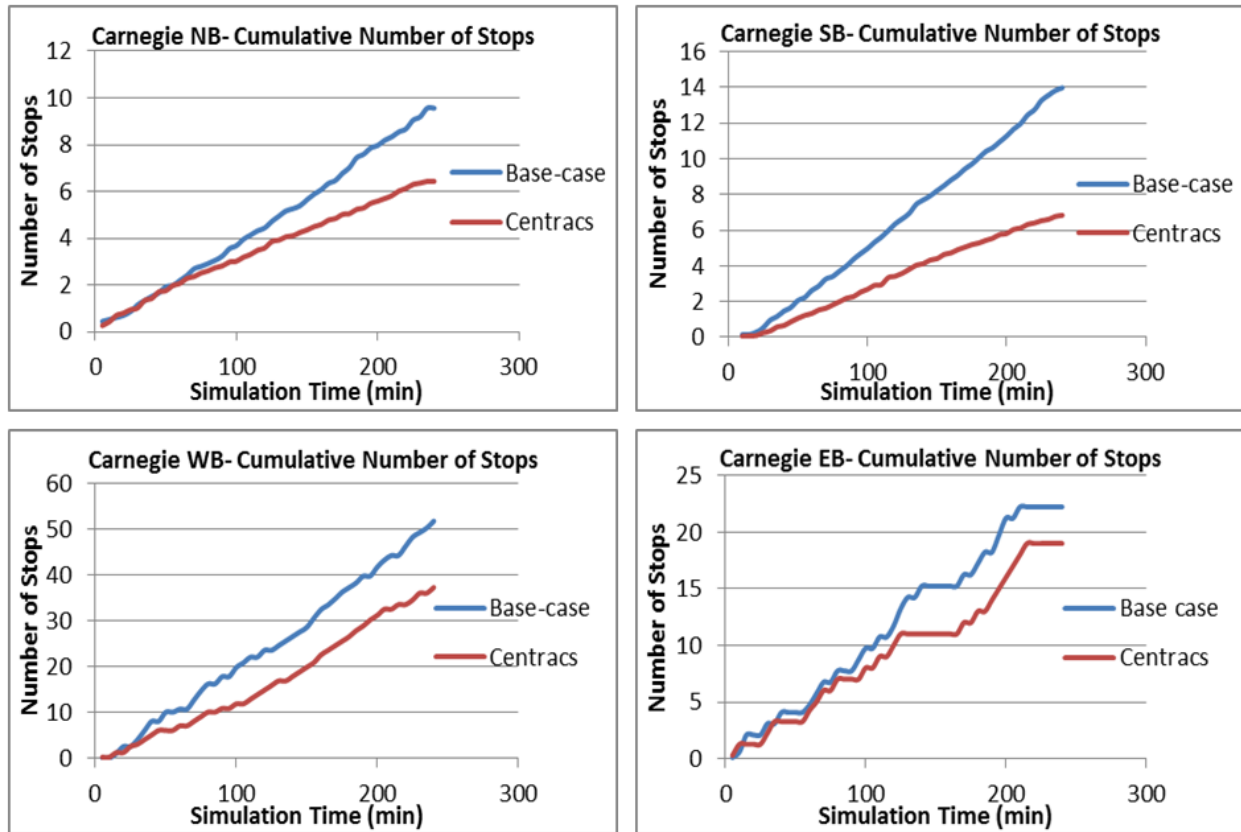 Carnegie NB- Cumulative Number of Stops
12
10
8
6
4
2
0
Number of Stops
Base-case
Centracs
0 100 200 300
Simulation Time (min)
Carnegie SB- Cumulative Number of Stops
16
14
12
10
8
6
4
2
0
Number of Stops
Base-case
Centracs
0 100 200 300
Simulation Time (min)
Carnegie WB- Cumulative Number of Stops
60
50
40
30
20
10
0
Number of Stops
Base-case
Centracs
0 100 200 300
Simulation Time (min)
Carnegie EB- Cumulative Number of Stops
25
20
15
10
5
0
Number of Stops
Base case
Centracs
0 100 200 300
Simulation Time (min)